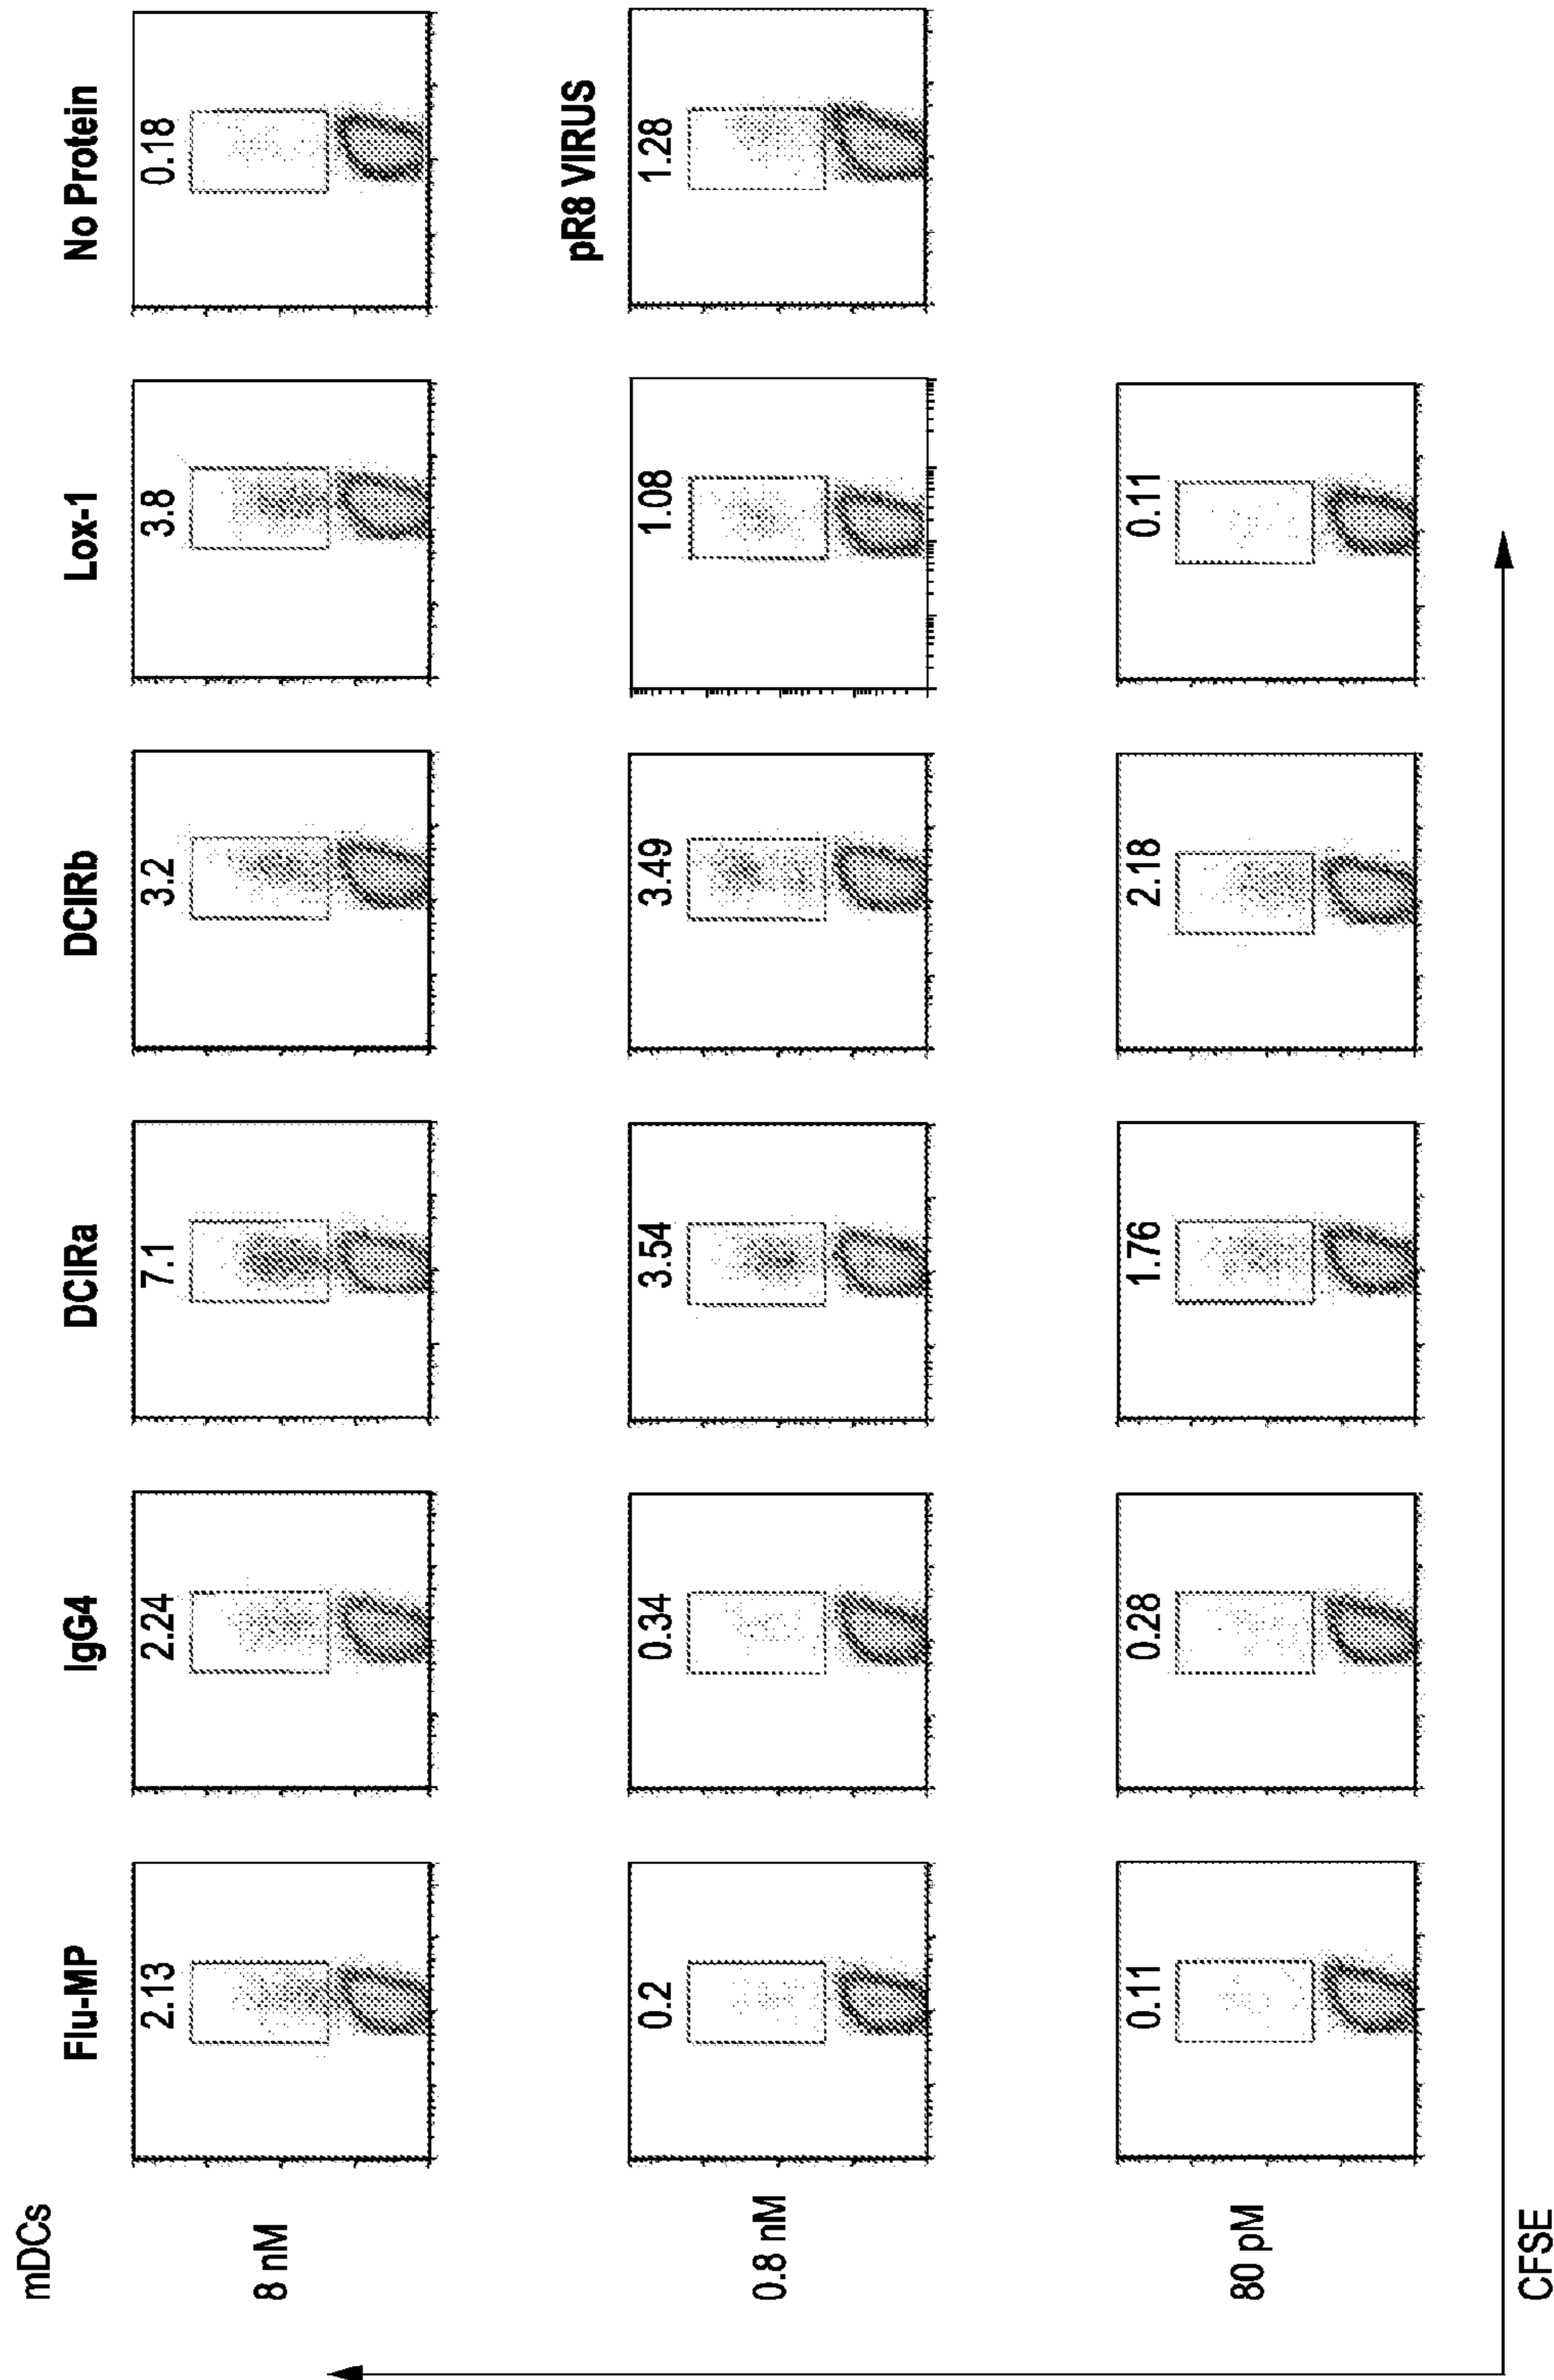 mDCs
Flu-MP IgG4 DCIRa DCIRb Lox-1 No Protein
8 nM 2.13 2.24 7.1 3.2 3.8 0.18
pR8 VIRUS
0.8 nM 0.2 0.34 3.54 3.49 1.08 1.28
80 pM 0.11 0.28 1.76 2.18 0.11
CFSE